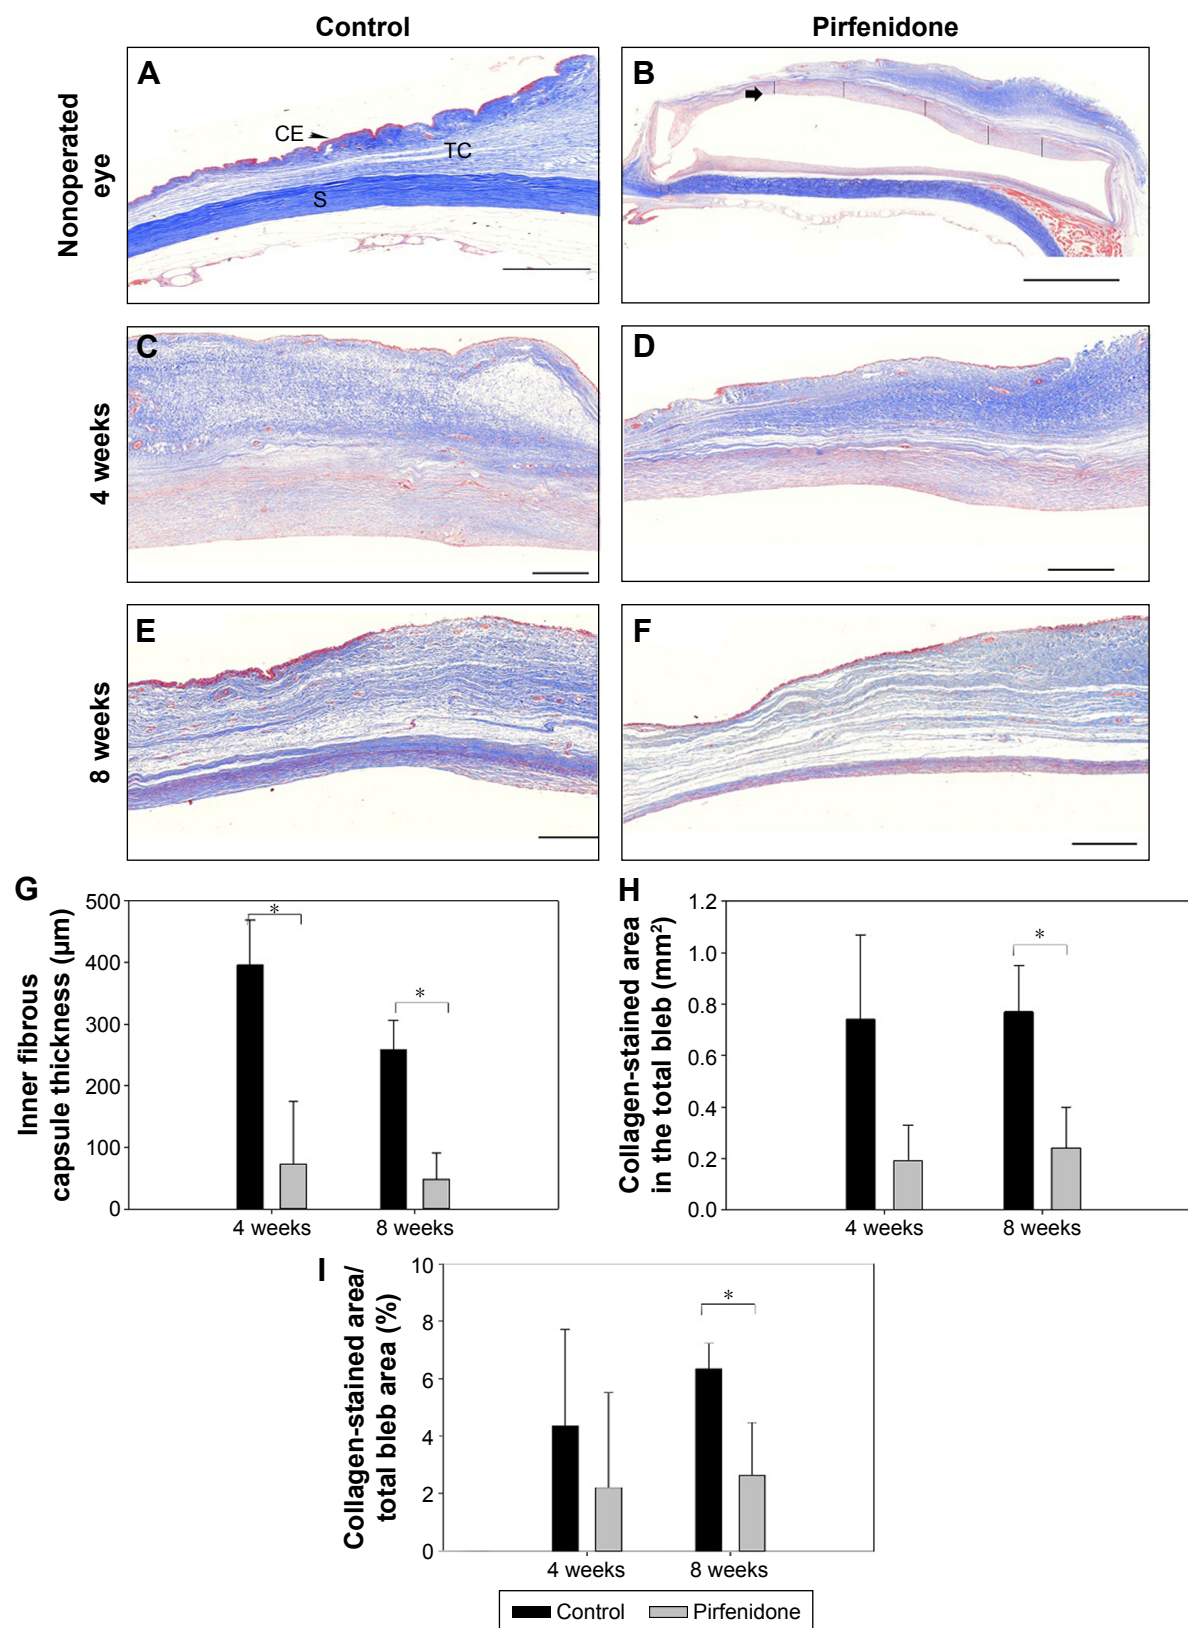 Control
Pirfenidone
Nonoperated
eye
A
CE
TC
S
B
4 weeks
C
D
8 weeks
E
F
G
Inner fibrous
capsule thickness (µm)
500
400
300
200
100
0
*
*
4 weeks
8 weeks
H
Collagen-stained area
in the total bleb (mm²)
1.2
1.0
0.8
0.6
0.4
0.2
0.0
*
4 weeks
8 weeks
I
Collagen-stained area/
total bleb area (%)
10
8
6
4
2
0
*
4 weeks
8 weeks
Control
Pirfenidone